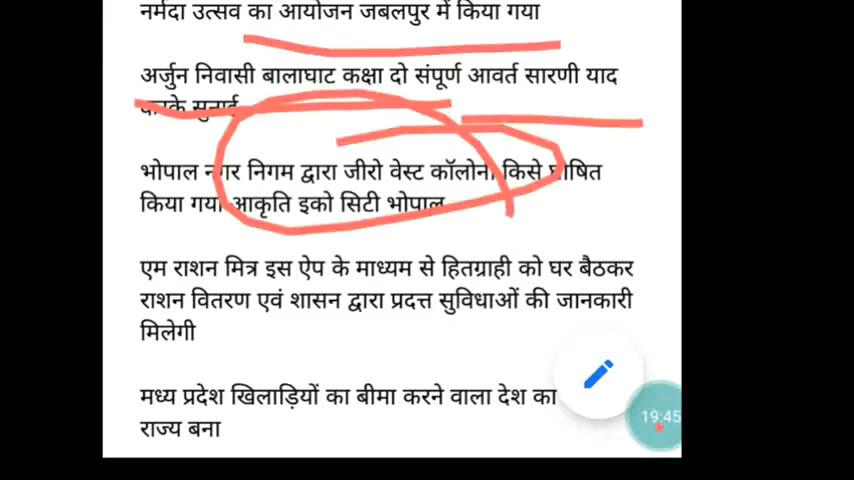 नर्मदा उत्सव का आयोजन जबलपुर में किया गया
अर्जुन निवासी बालाघाट कक्षा दो संपूर्ण आवर्त सारणी याद
करके सुनाई
भोपाल नगर निगम द्वारा जीरो वेस्ट कॉलोनी किसे घोषित
किया गया आकृति इको सिटी भोपाल
एम राशन मित्र इस ऐप के माध्यम से हितग्राही को घर बैठकर
राशन वितरण एवं शासन द्वारा प्रदत्त सुविधाओं की जानकारी
मिलेगी
मध्य प्रदेश खिलाड़ियों का बीमा करने वाला देश का
राज्य बना
19:45